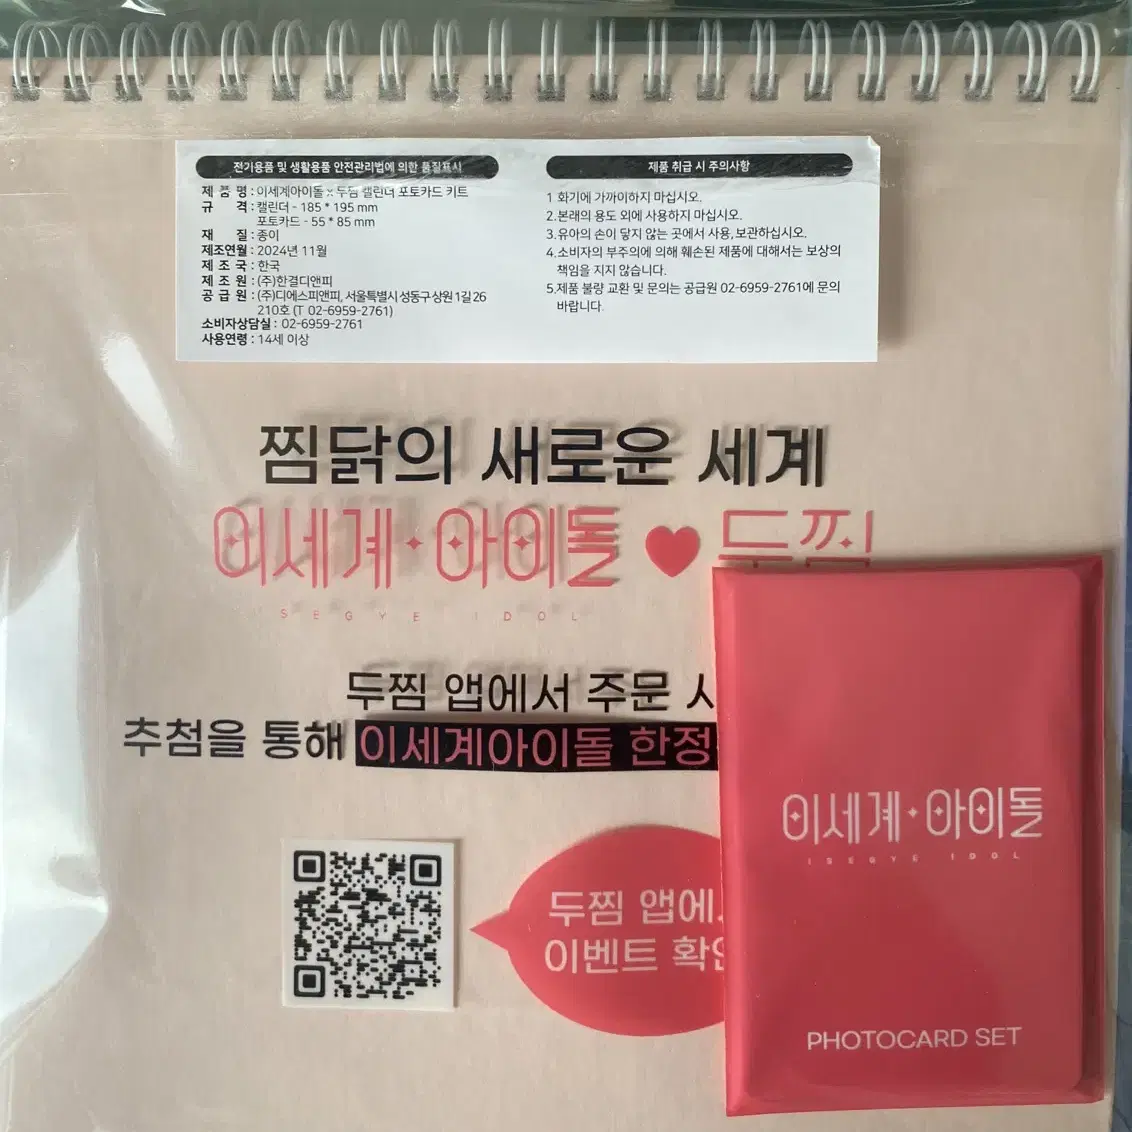 전기용품 및 생활용품 안전관리법에 의한 품질표시
제 품 명 : 이세계아이돌 x 두찜 캘린더 포토카드 키트
규 격 : 캘린더 - 185 * 195 mm
포토카드 - 55 * 85 mm
재 질 : 종이
제조연월 : 2024년 11월
제 조 국 : 한국
제 조 원 : (주)한결디앤피
공 급 원 : (주)디에스피앤피, 서울특별시 성동구 상원1길 26
210호 (T 02-6959-2761)
소비자상담실 : 02-6959-2761
사용연령 : 14세 이상
제품 취급 시 주의사항
1 화기에 가까이하지 마십시오.
2.본래의 용도 외에 사용하지 마십시오.
3.유아의 손이 닿지 않는 곳에서 사용,보관하십시오.
4.소비자의 부주의에 의해 훼손된 제품에 대해서는 보상의
책임을 지지 않습니다.
5.제품 불량 교환 및 문의는 공급원 02-6959-2761에 문의
바랍니다.
찜닭의 새로운 세계
이세계·아이돌 ♥ 두찜
SEGYE IDOL
두찜 앱에서 주문
추첨을 통해 이세계아이돌 한정
두찜 앱에
이벤트
이세계·아이돌
ISEGYE IDOL
PHOTOCARD SET